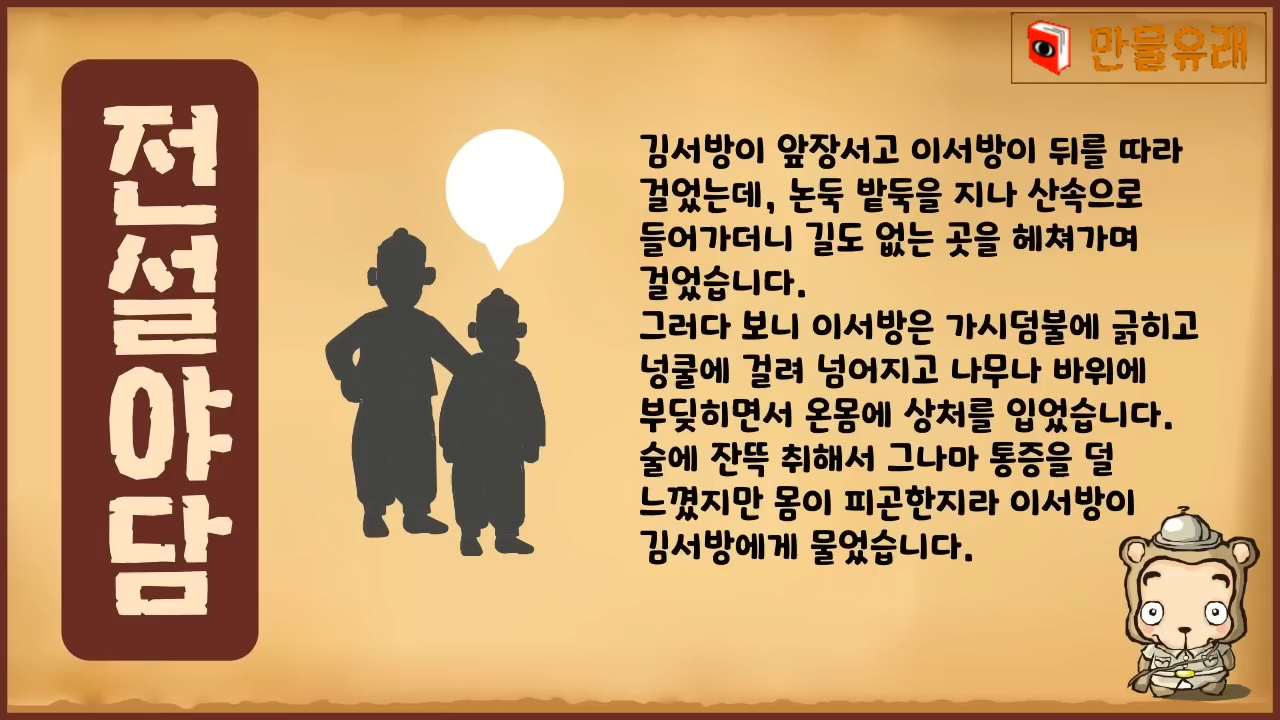 만물유래
전설야담
김서방이 앞장서고 이서방이 뒤를 따라
걸었는데, 논둑 밭둑을 지나 산속으로
들어가더니 길도 없는 곳을 헤쳐가며
걸었습니다.
그러다 보니 이서방은 가시덤불에 긁히고
넝쿨에 걸려 넘어지고 나무나 바위에
부딪히면서 온몸에 상처를 입었습니다.
술에 잔뜩 취해서 그나마 통증을 덜
느꼈지만 몸이 피곤한지라 이서방이
김서방에게 물었습니다.